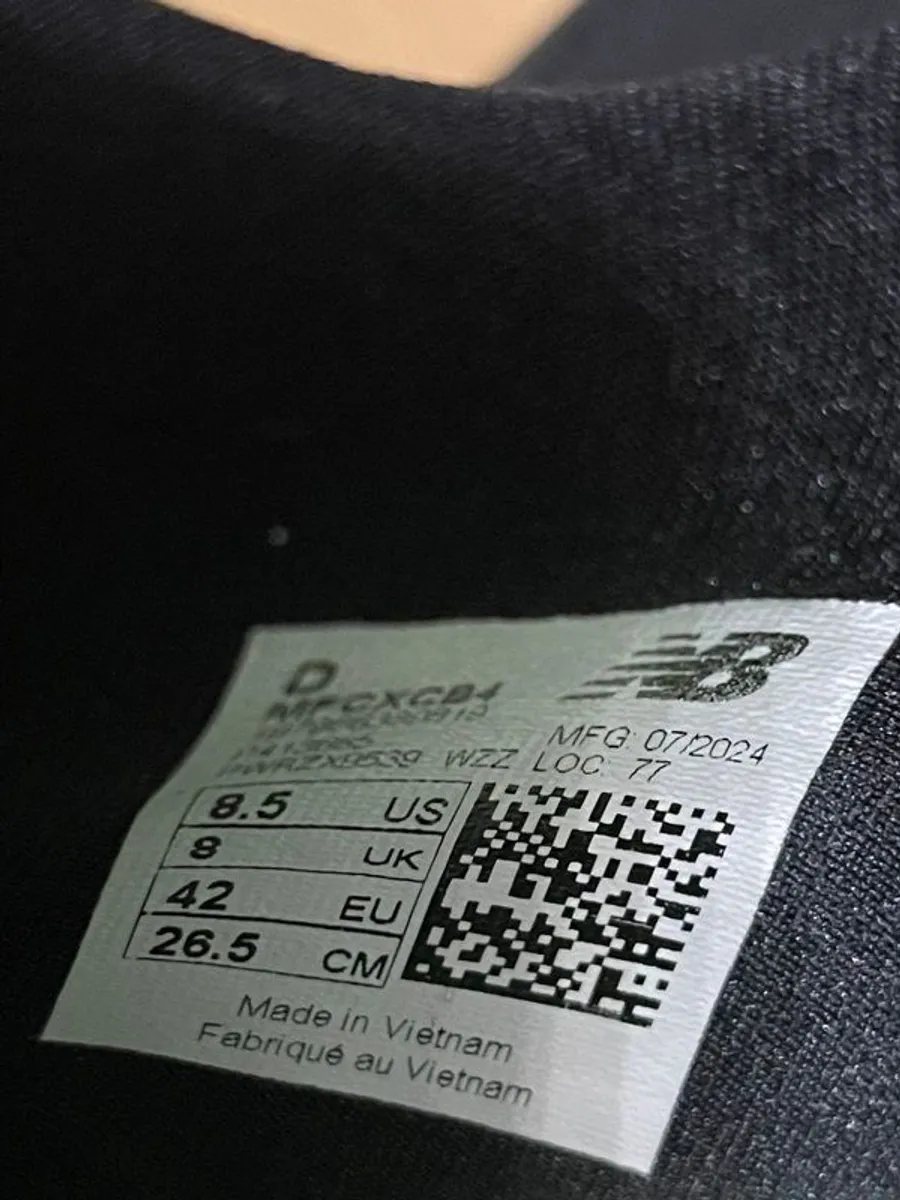 D
NB
MFCXCB4
MFG: 07/2024
WZZ LOC: 77
8.5 US
8 UK
42 EU
26.5 CM
Made in Vietnam
Fabriqué au Vietnam